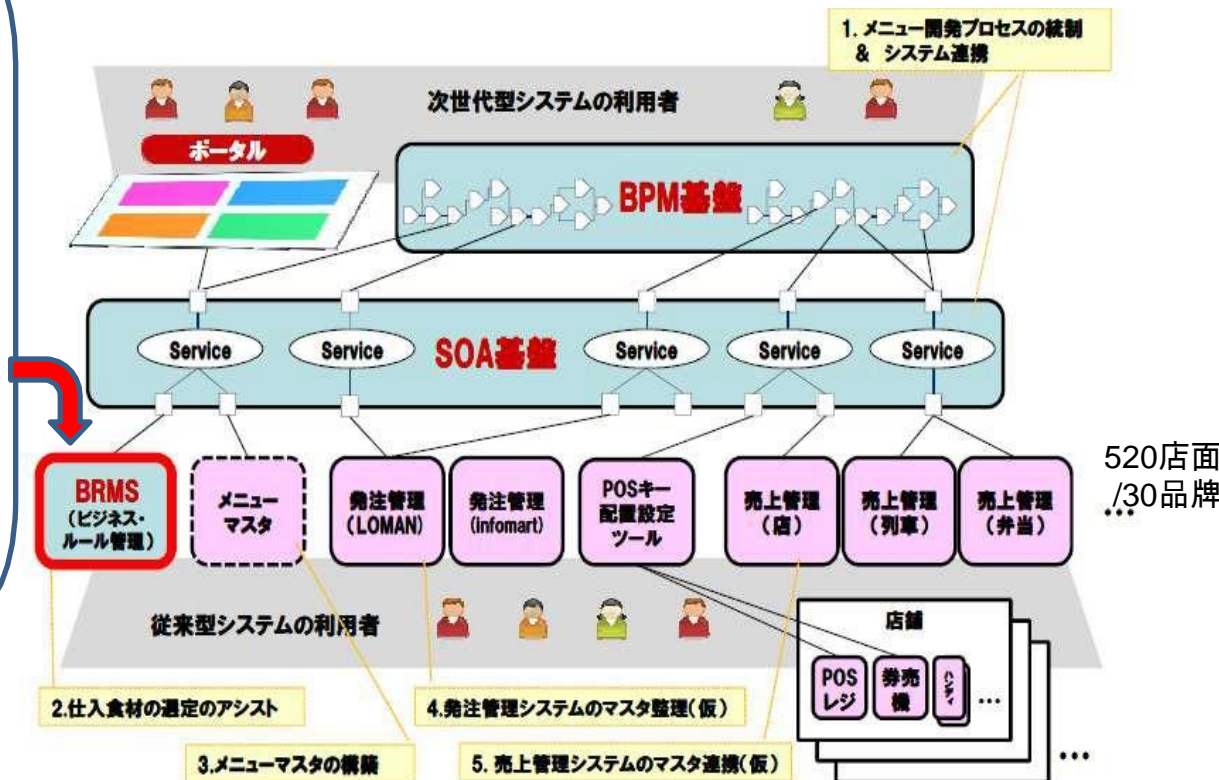 1. メニュー開発プロセスの統制
& システム連携
次世代型システムの利用者
ポータル
BPM基盤
Service
Service
SOA基盤
Service
Service
Service
520店面
/30品牌
BRMS
(ビジネス・
ルール管理)
メニュー
マスタ
発注管理
(LOMAN)
発注管理
(infomart)
POSキー
配置設定
ツール
売上管理
(店)
売上管理
(列車)
売上管理
(弁当)
•••
従来型システムの利用者
店舗
POS
レジ
券売
機
ハンディ
•••
2.仕入食材の選定のアシスト
4.発注管理システムのマスタ整理(仮)
3.メニューマスタの構築
5. 売上管理システムのマスタ連携(仮)
•••